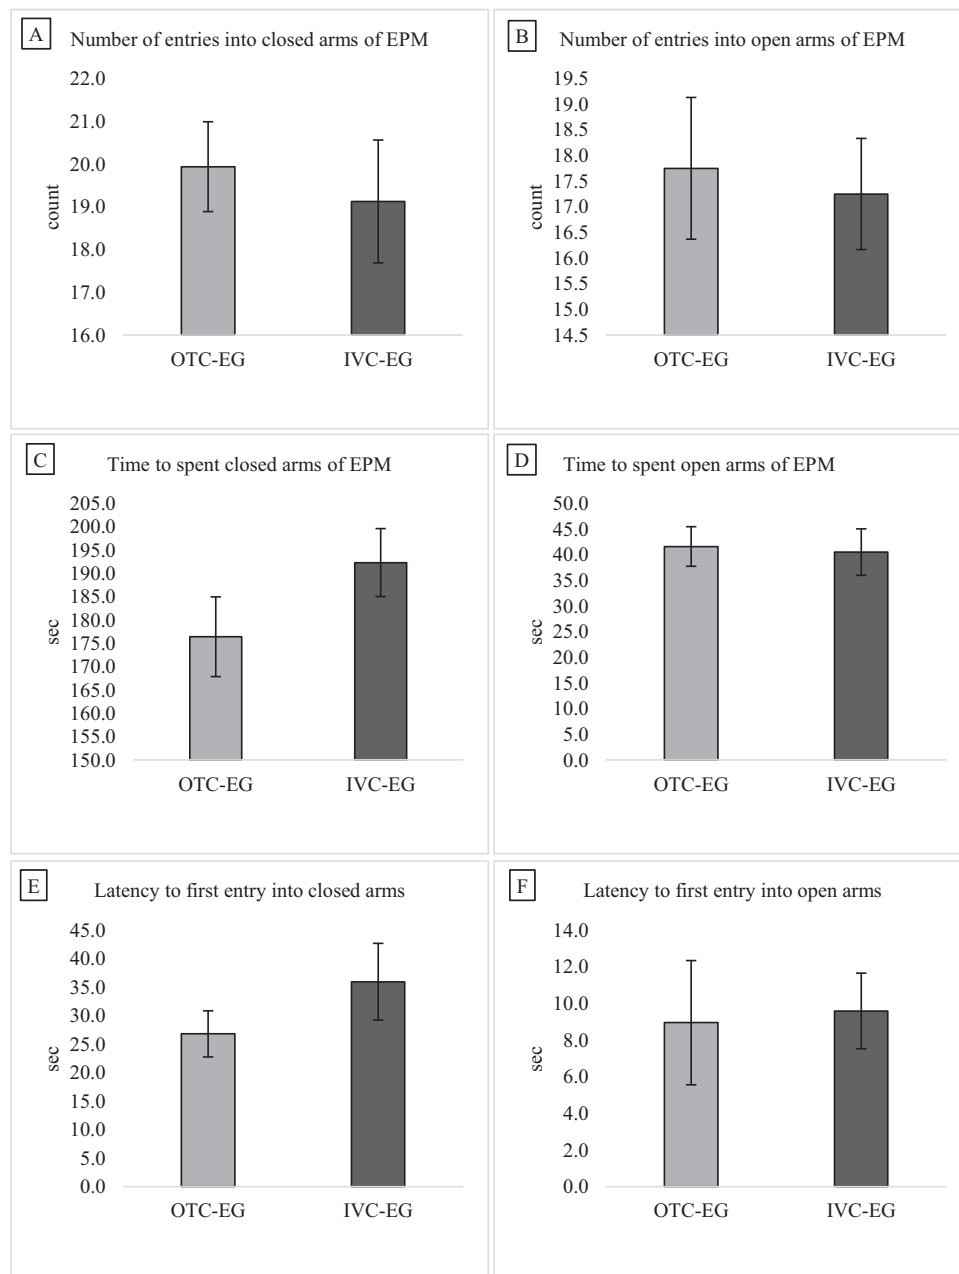 A
Number of entries into closed arms of EPM
22.0
21.0
20.0
19.0
18.0
17.0
16.0
count
OTC-EG
IVC-EG
B
Number of entries into open arms of EPM
19.5
19.0
18.5
18.0
17.5
17.0
16.5
16.0
15.5
15.0
14.5
count
OTC-EG
IVC-EG
C
Time to spent closed arms of EPM
205.0
200.0
195.0
190.0
185.0
180.0
175.0
170.0
165.0
160.0
155.0
150.0
sec
OTC-EG
IVC-EG
D
Time to spent open arms of EPM
50.0
45.0
40.0
35.0
30.0
25.0
20.0
15.0
10.0
5.0
0.0
sec
OTC-EG
IVC-EG
E
Latency to first entry into closed arms
45.0
40.0
35.0
30.0
25.0
20.0
15.0
10.0
5.0
0.0
sec
OTC-EG
IVC-EG
F
Latency to first entry into open arms
14.0
12.0
10.0
8.0
6.0
4.0
2.0
0.0
sec
OTC-EG
IVC-EG